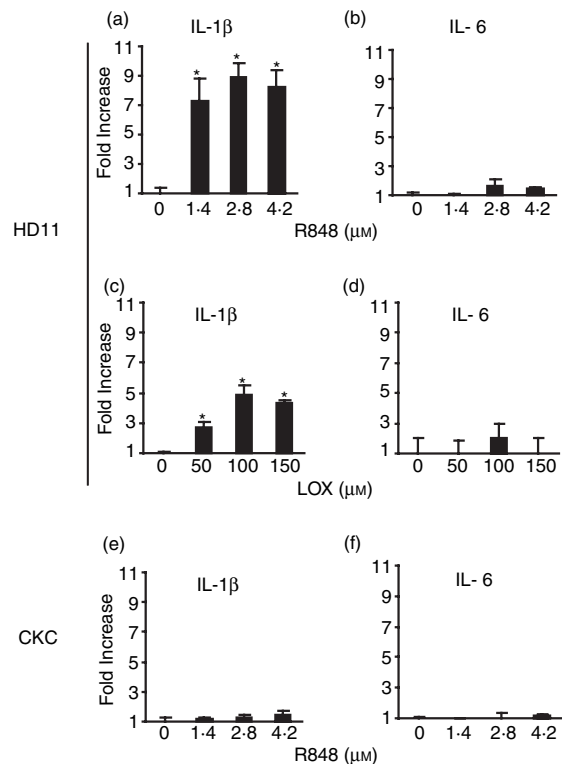 (a) IL-1β (b) IL- 6
Fold Increase
11
9
7
5
3
1
* * *
0 1·4 2·8 4·2
11
9
7
5
3
1
0 1·4 2·8 4·2
R848 (μM)
HD11
(c) IL-1β (d) IL- 6
Fold Increase
11
9
7
5
3
1
* * *
0 50 100 150
11
9
7
5
3
1
0 50 100 150
LOX (μM)
(e) IL-1β (f) IL- 6
CKC
Fold Increase
11
9
7
5
3
1
0 1·4 2·8 4·2
11
9
7
5
3
1
0 1·4 2·8 4·2
R848 (μM)